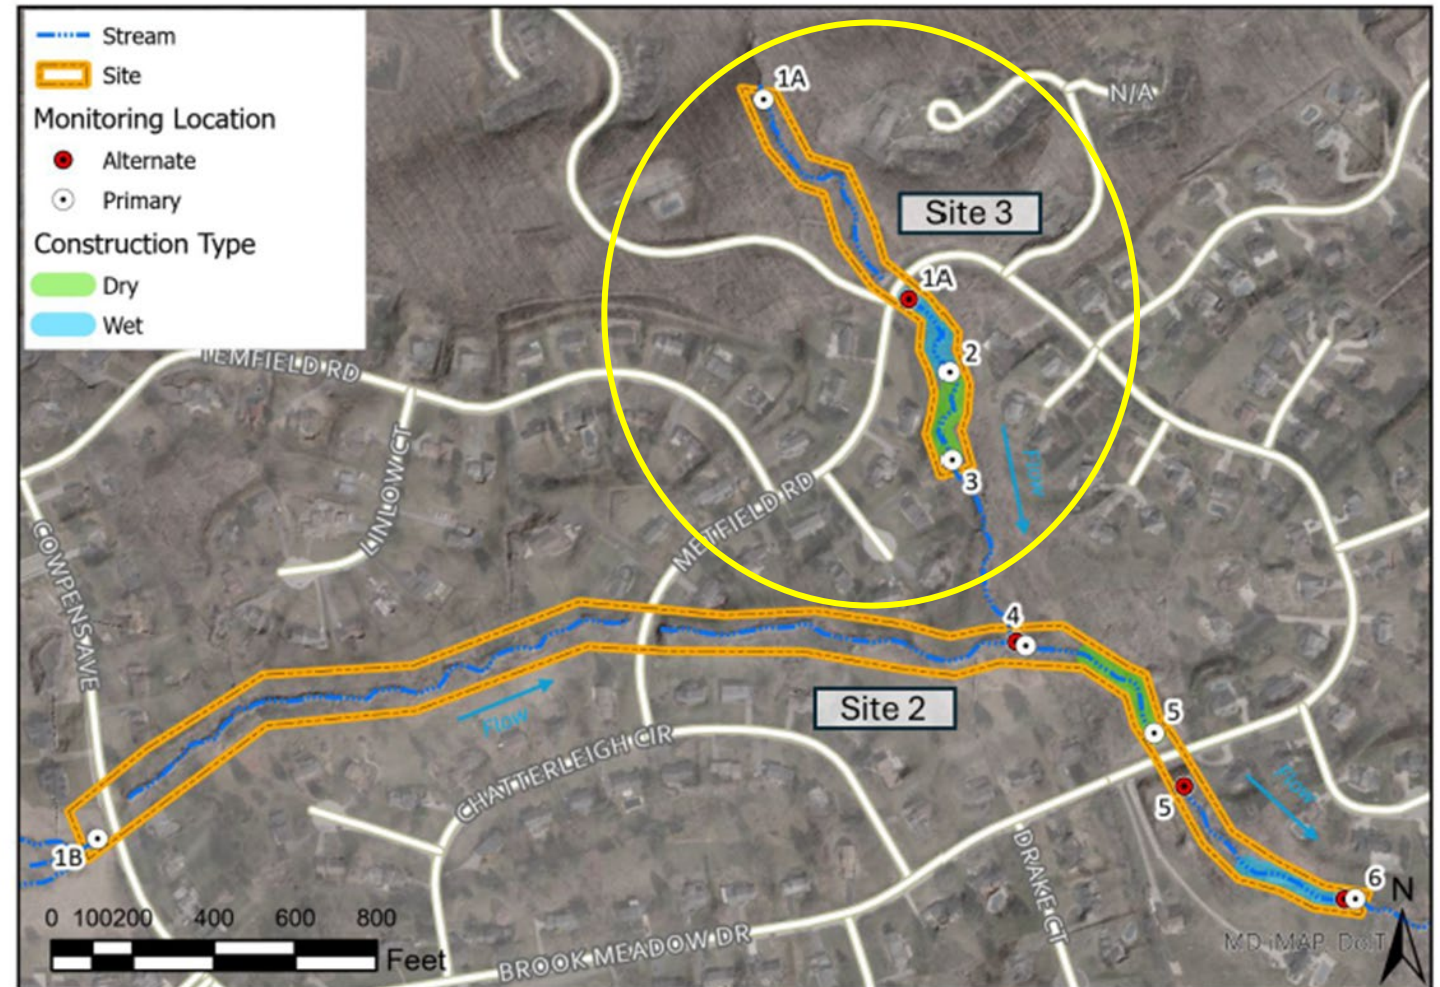 Stream
Site
Monitoring Location
Alternate
Primary
Construction Type
Dry
Wet
1A
N/A
Site 3
1A
2
3
Flow
TEMFIELD RD
LINLOW CT
METFIELD RD
COWPENS AVE
4
Site 2
5
Flow
CHATTERLEIGH CIR
5
Flow
1B
DRAKE CT
6
N
0 100200 400 600 800
Feet
BROOK MEADOW DR
MD iMAP, DoIT